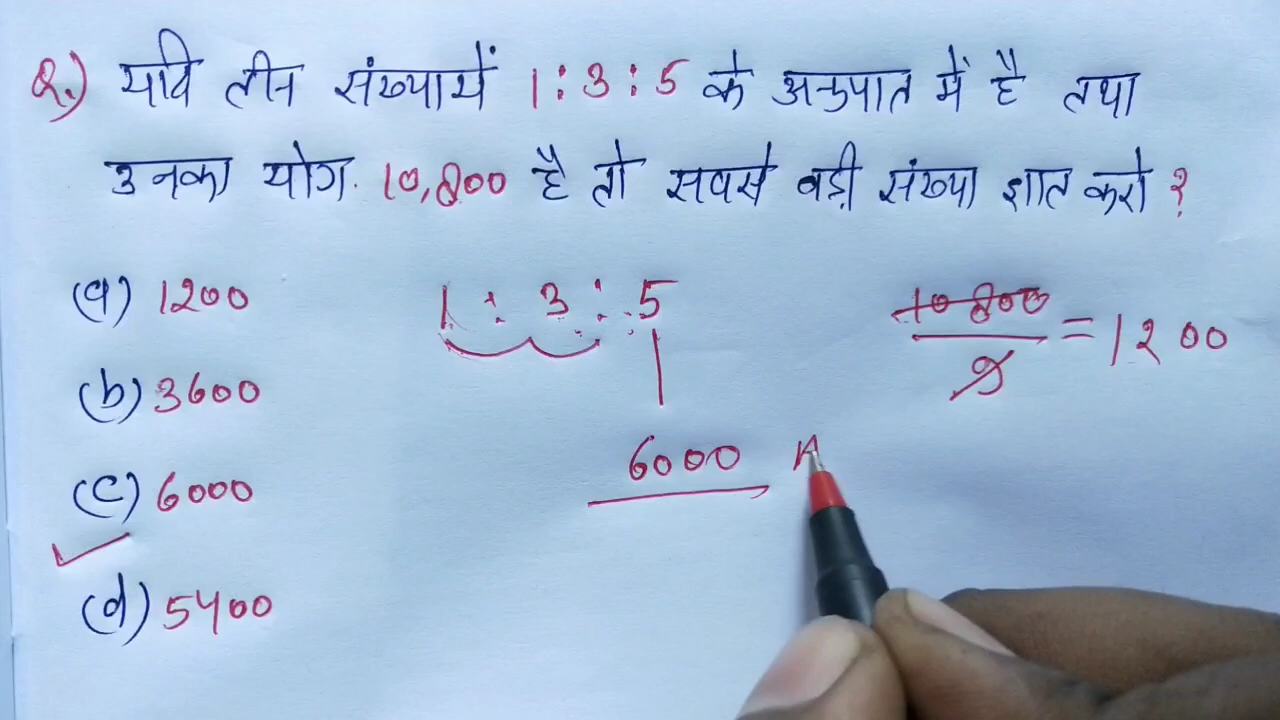 Q.) यदि तीन संख्यायें 1 : 3 : 5 के अनुपात में है तथा
उनका योग 10,800 है तो सबसे बड़ी संख्या ज्ञात करो ?
(a) 1200
(b) 3600
(c) 6000
(d) 5400
1 : 3 : 5
6000 A
10800
9
= 1200